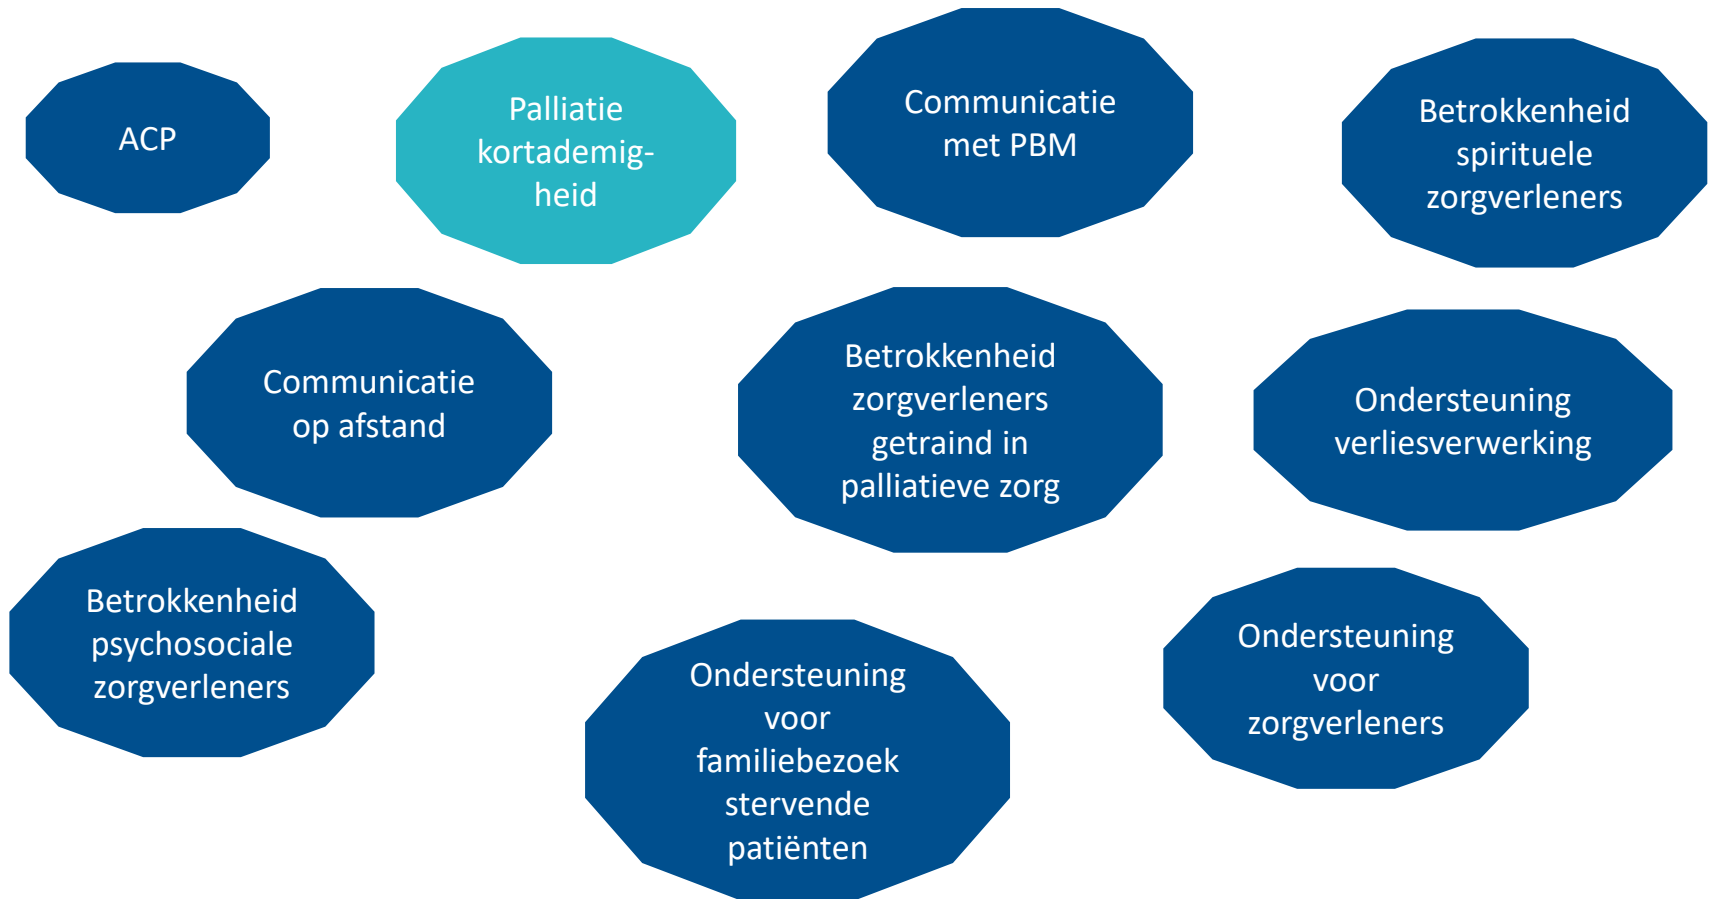 ACP
Palliatie
kortademig-
heid
Communicatie
met PBM
Betrokkenheid
spirituele
zorgverleners
Communicatie
op afstand
Betrokkenheid
zorgverleners
getraind in
palliatieve zorg
Ondersteuning
verliesverwerking
Betrokkenheid
psychosociale
zorgverleners
Ondersteuning
voor
familiebezoek
stervende
patiënten
Ondersteuning
voor
zorgverleners